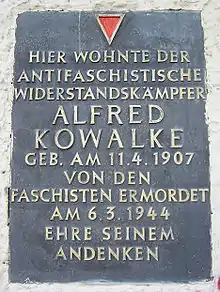 HIER WOHNTE DER
ANTIFASCHISTISCHE
WIDERSTANDSKÄMPFER
ALFRED
KOWALKE
GEB. AM 11.4.1907
VON DEN
FASCHISTEN ERMORDET
AM 6.3.1944
EHRE SEINEM
ANDENKEN